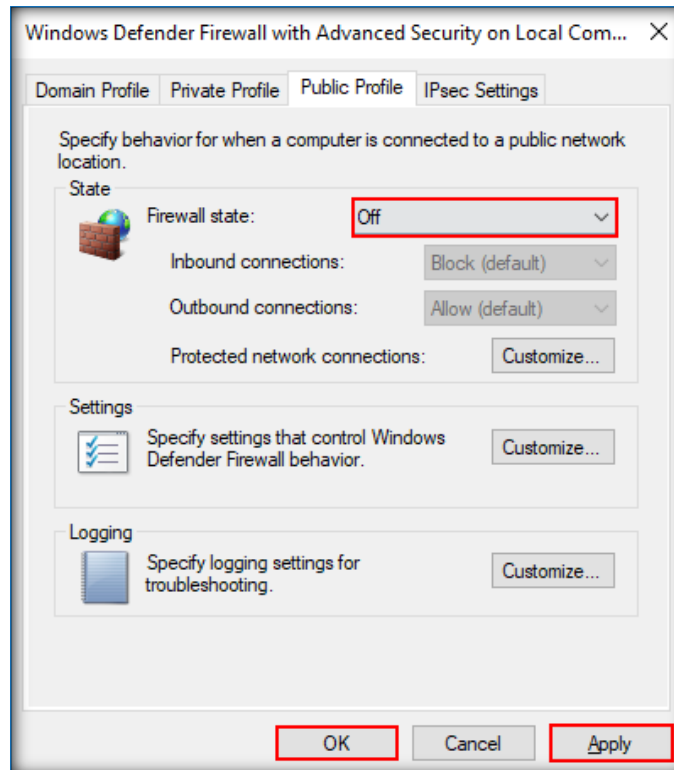 Windows Defender Firewall with Advanced Security on Local Com...
Domain Profile Private Profile Public Profile IPsec Settings
Specify behavior for when a computer is connected to a public network
location.
State
Firewall state: Off
Inbound connections: Block (default)
Outbound connections: Allow (default)
Protected network connections: Customize...
Settings
Specify settings that control Windows
Defender Firewall behavior.
Customize...
Logging
Specify logging settings for
troubleshooting.
Customize...
OK Cancel Apply